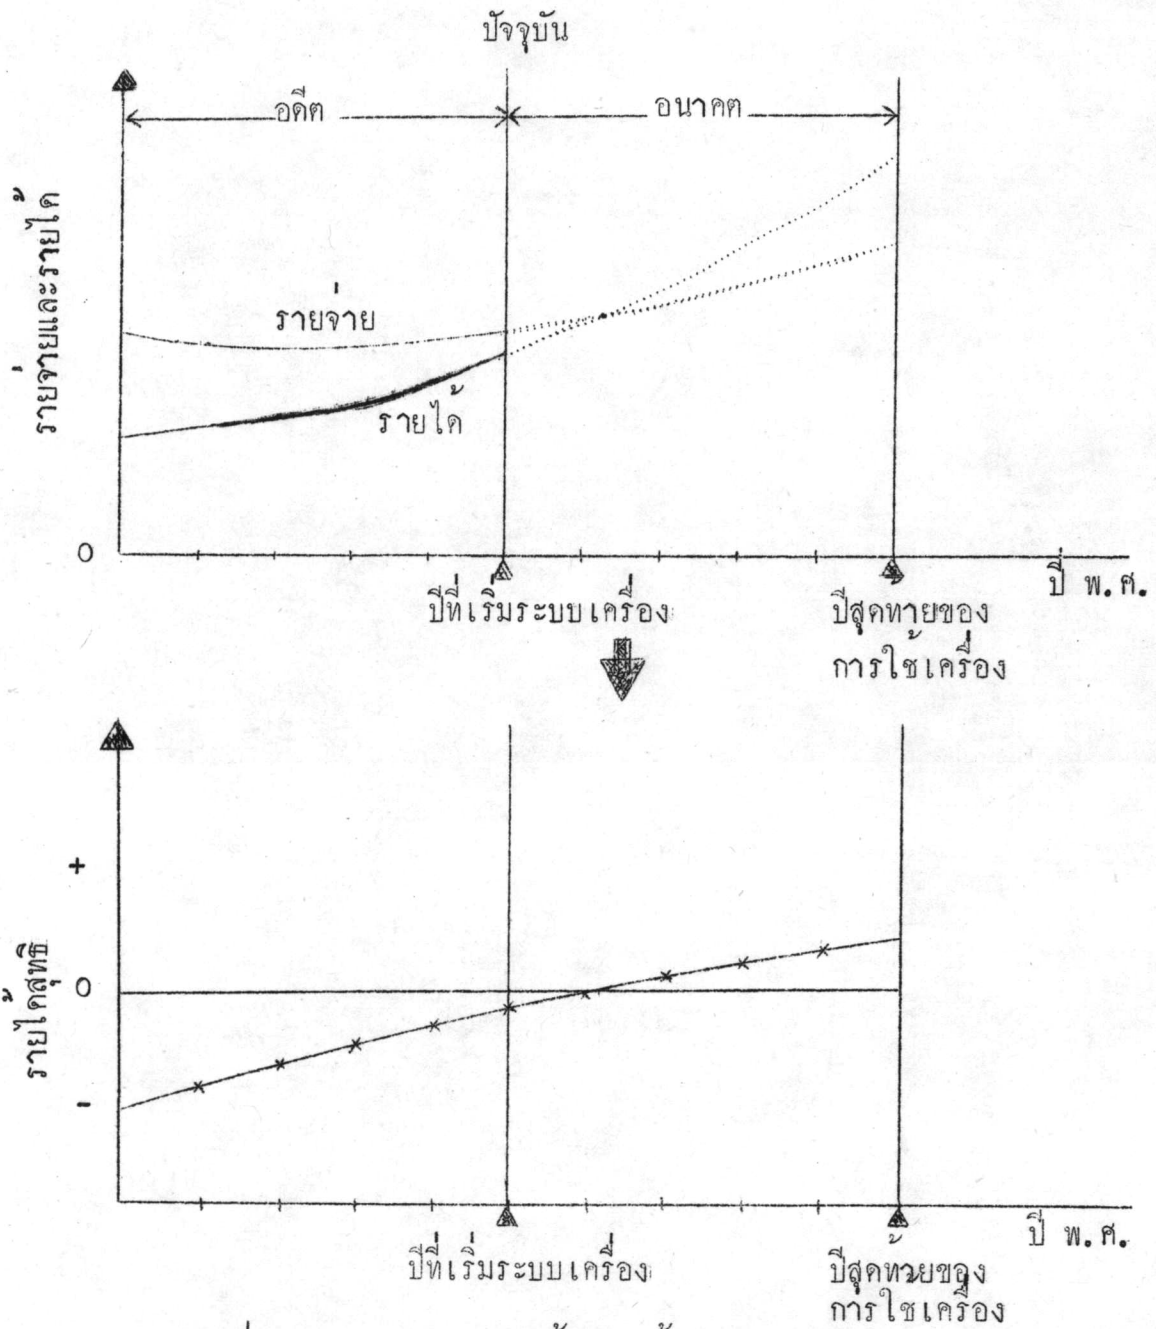 ปัจจุบัน
อดีต
อนาคต
รายจ่ายและรายได้
รายจ่าย
รายได้
0
ปี พ.ศ.
ปีที่เริ่มระบบเครื่อง
ปีสุดท้ายของ
การใช้เครื่อง
+
รายได้สุทธิ
0
-
ปี พ.ศ.
ปีที่เริ่มระบบเครื่อง
ปีสุดท้ายของ
การใช้เครื่อง